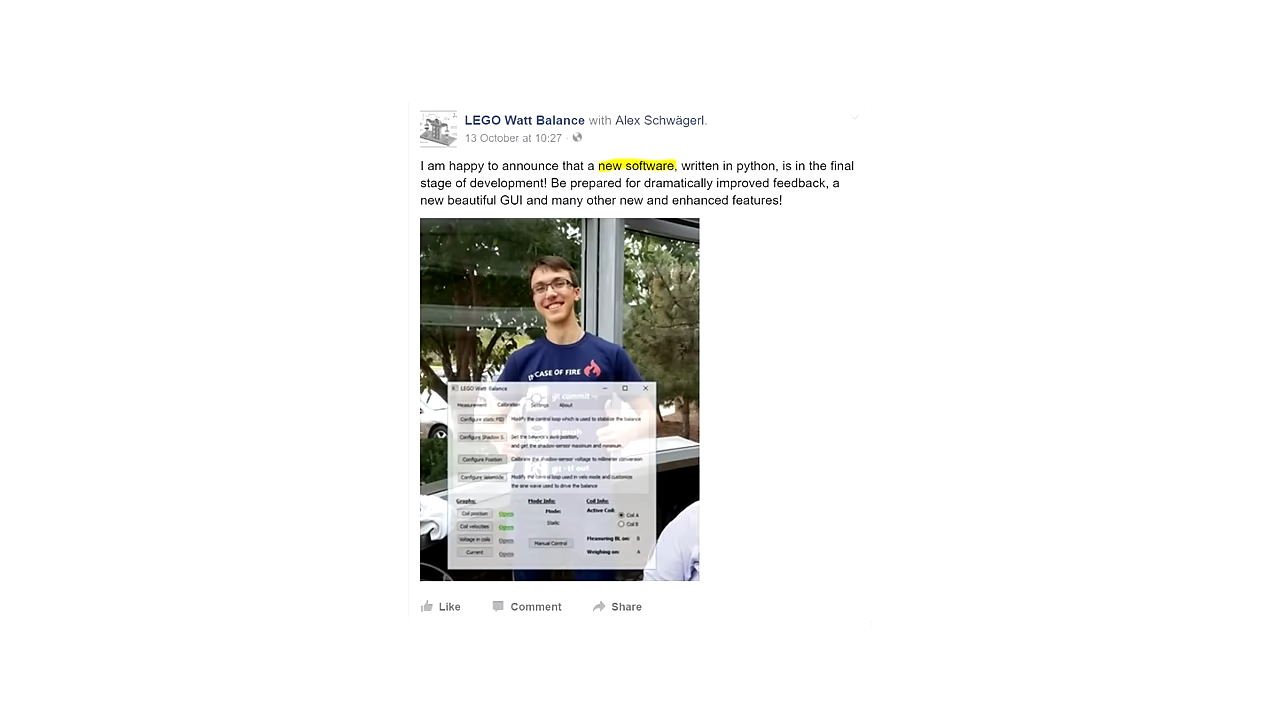 LEGO Watt Balance with Alex Schwägerl.
13 October at 10:27 ·
I am happy to announce that a new software, written in python, is in the final
stage of development! Be prepared for dramatically improved feedback, a
new beautiful GUI and many other new and enhanced features!
IN CASE OF FIRE
git commit
git push
git out
LEGO Watt Balance
Measurement Calibration Settings About
Configure static PID Modify the control loop which is used to stabilize the balance
Configure Shadow S. Set the balance's zero position,
and get the shadow-sensor maximum and minimum.
Configure Position Calibrate the shadow-sensor voltage to millimeter conversion
Configure Velomode Modify the control loop used in velo mode and customize
the sine wave used to drive the balance
Graphs: Mode Info: Coil Info:
Coil position Open Mode: Active Coil: Coil A
Coil velocities Open Static Coil B
Voltage in coils Open Manual Control Measuring BL on: B
Current Open Weighing on: A
Like Comment Share